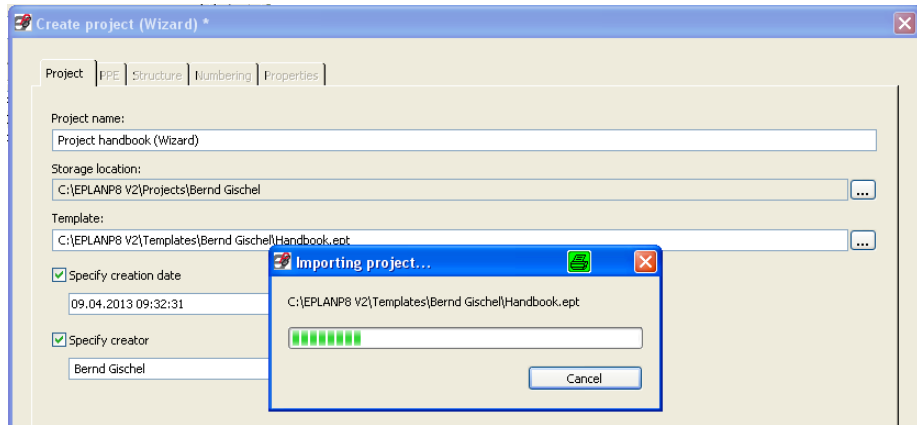 Create project (Wizard) *
Project PPE Structure Numbering Properties
Project name:
Project handbook (Wizard)
Storage location:
C:\EPLANP8 V2\Projects\Bernd Gischel
...
Template:
C:\EPLANP8 V2\Templates\Bernd Gischel\Handbook.ept
...
Specify creation date
09.04.2013 09:32:31
Specify creator
Bernd Gischel
Importing project...
C:\EPLANP8 V2\Templates\Bernd Gischel\Handbook.ept
Cancel